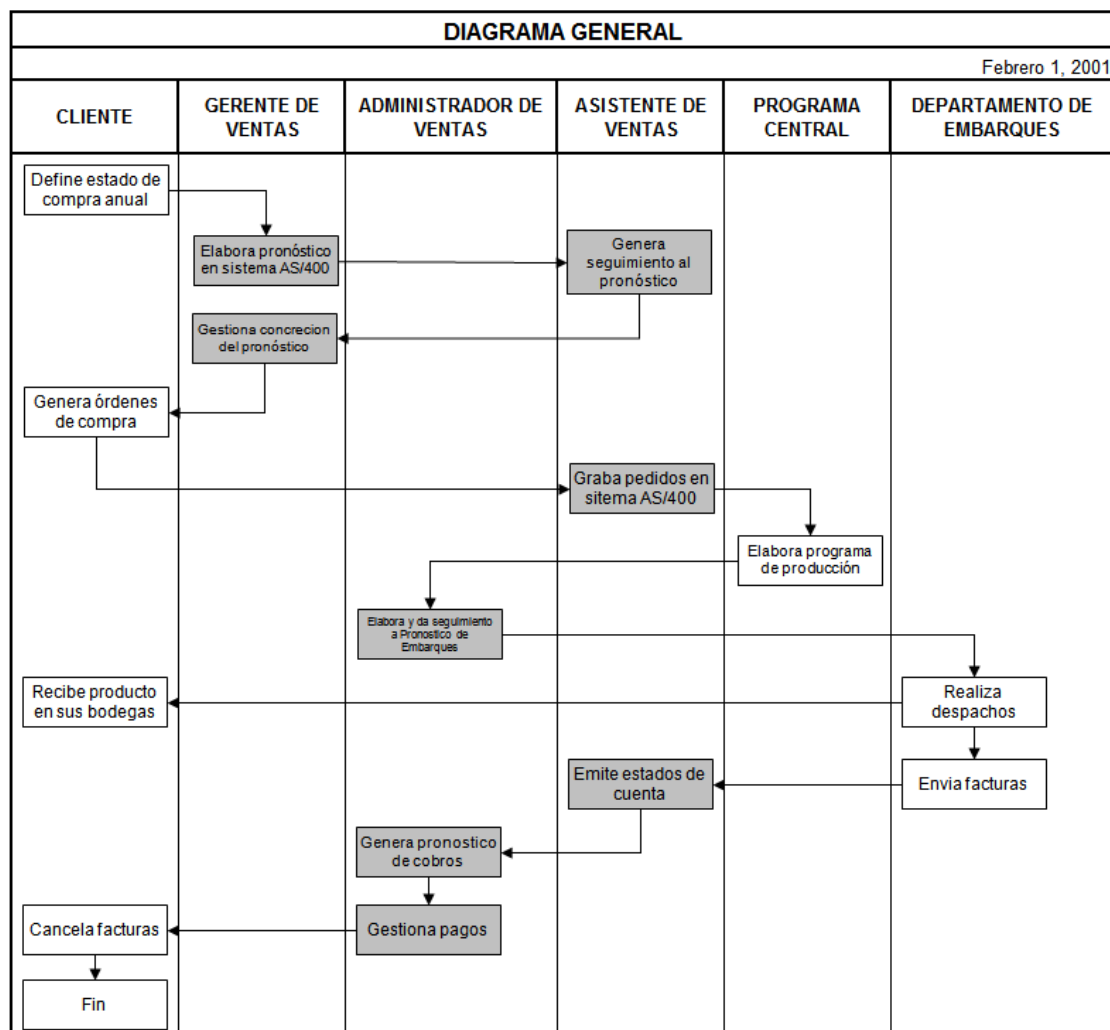 DIAGRAMA GENERAL
Febrero 1, 2001
CLIENTE
GERENTE DE
VENTAS
ADMINISTRADOR DE
VENTAS
ASISTENTE DE
VENTAS
PROGRAMA
CENTRAL
DEPARTAMENTO DE
EMBARQUES
Define estado de
compra anual
Elabora pronóstico
en sistema AS/400
Genera
seguimiento al
pronóstico
Gestiona concrecion
del pronóstico
Genera órdenes
de compra
Graba pedidos en
sitema AS/400
Elabora programa
de producción
Elabora y da seguimiento
a Pronostico de
Embarques
Recibe producto
en sus bodegas
Realiza
despachos
Emite estados de
cuenta
Envia facturas
Genera pronostico
de cobros
Cancela facturas
Gestiona pagos
Fin